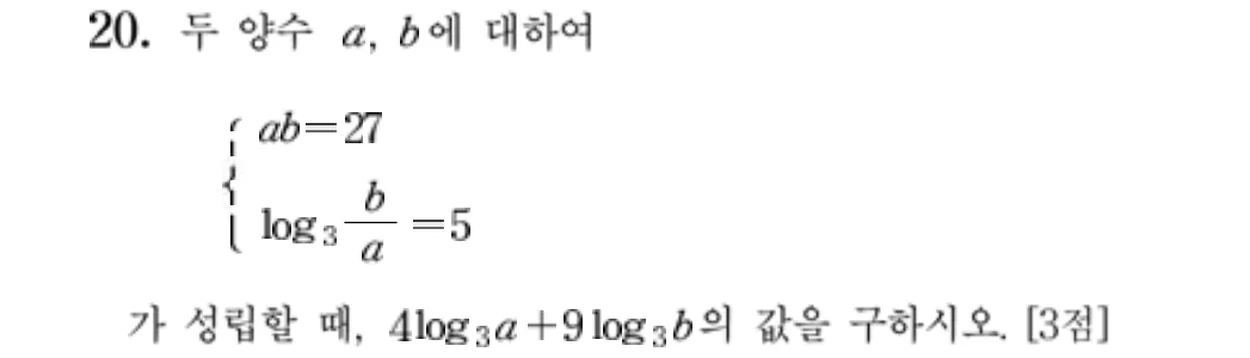 20. 두 양수 a, b에 대하여
ab=27
log₃ b/a =5
가 성립할 때, 4log₃a+9log₃b의 값을 구하시오. [3점]